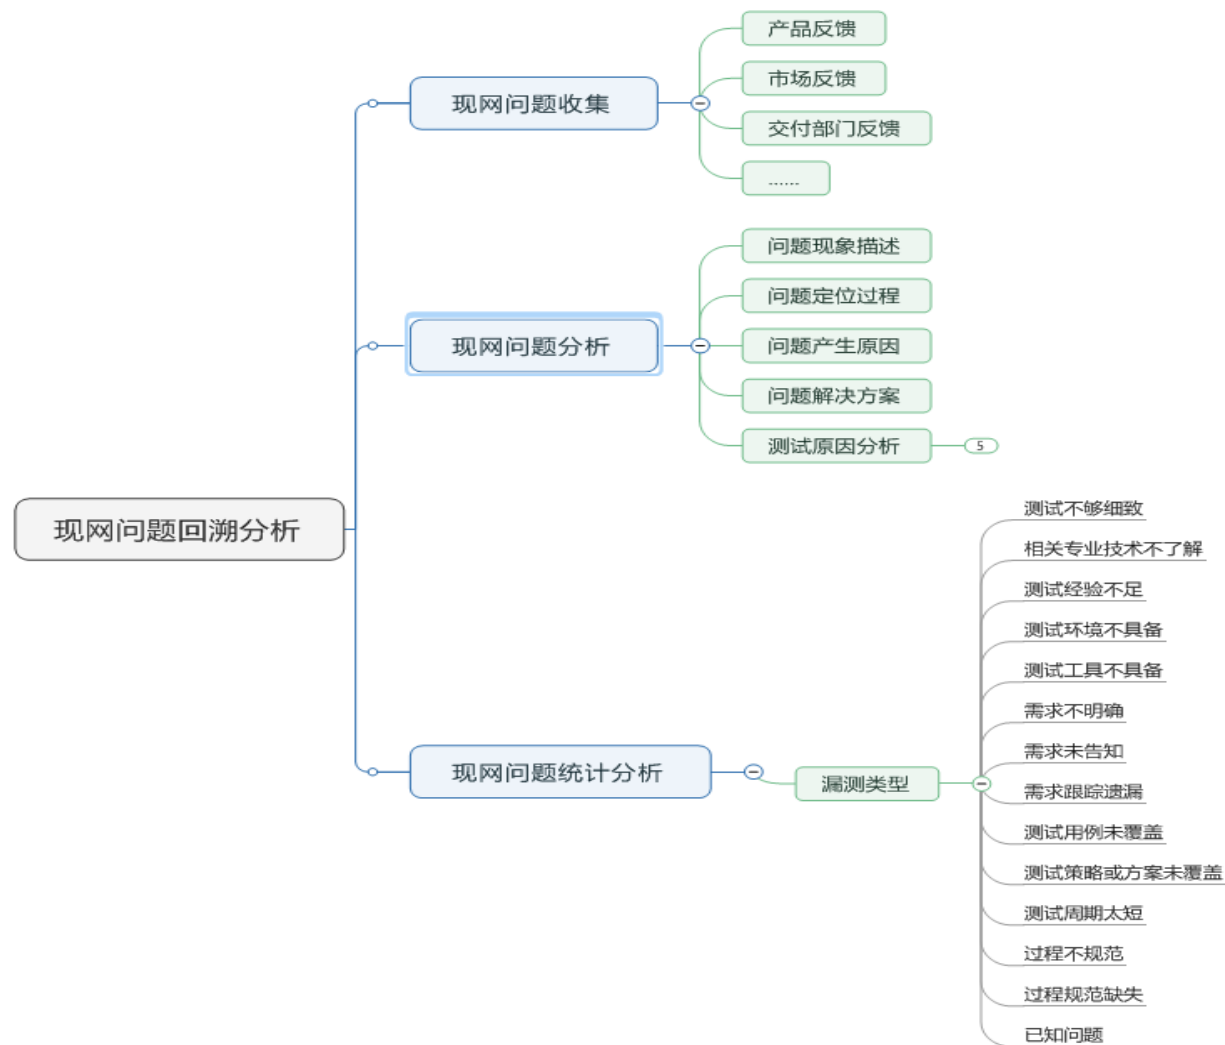 现网问题回溯分析
现网问题收集
产品反馈
市场反馈
交付部门反馈
......
现网问题分析
问题现象描述
问题定位过程
问题产生原因
问题解决方案
测试原因分析
5
现网问题统计分析
漏测类型
测试不够细致
相关专业技术不了解
测试经验不足
测试环境不具备
测试工具不具备
需求不明确
需求未告知
需求跟踪遗漏
测试用例未覆盖
测试策略或方案未覆盖
测试周期太短
过程不规范
过程规范缺失
已知问题